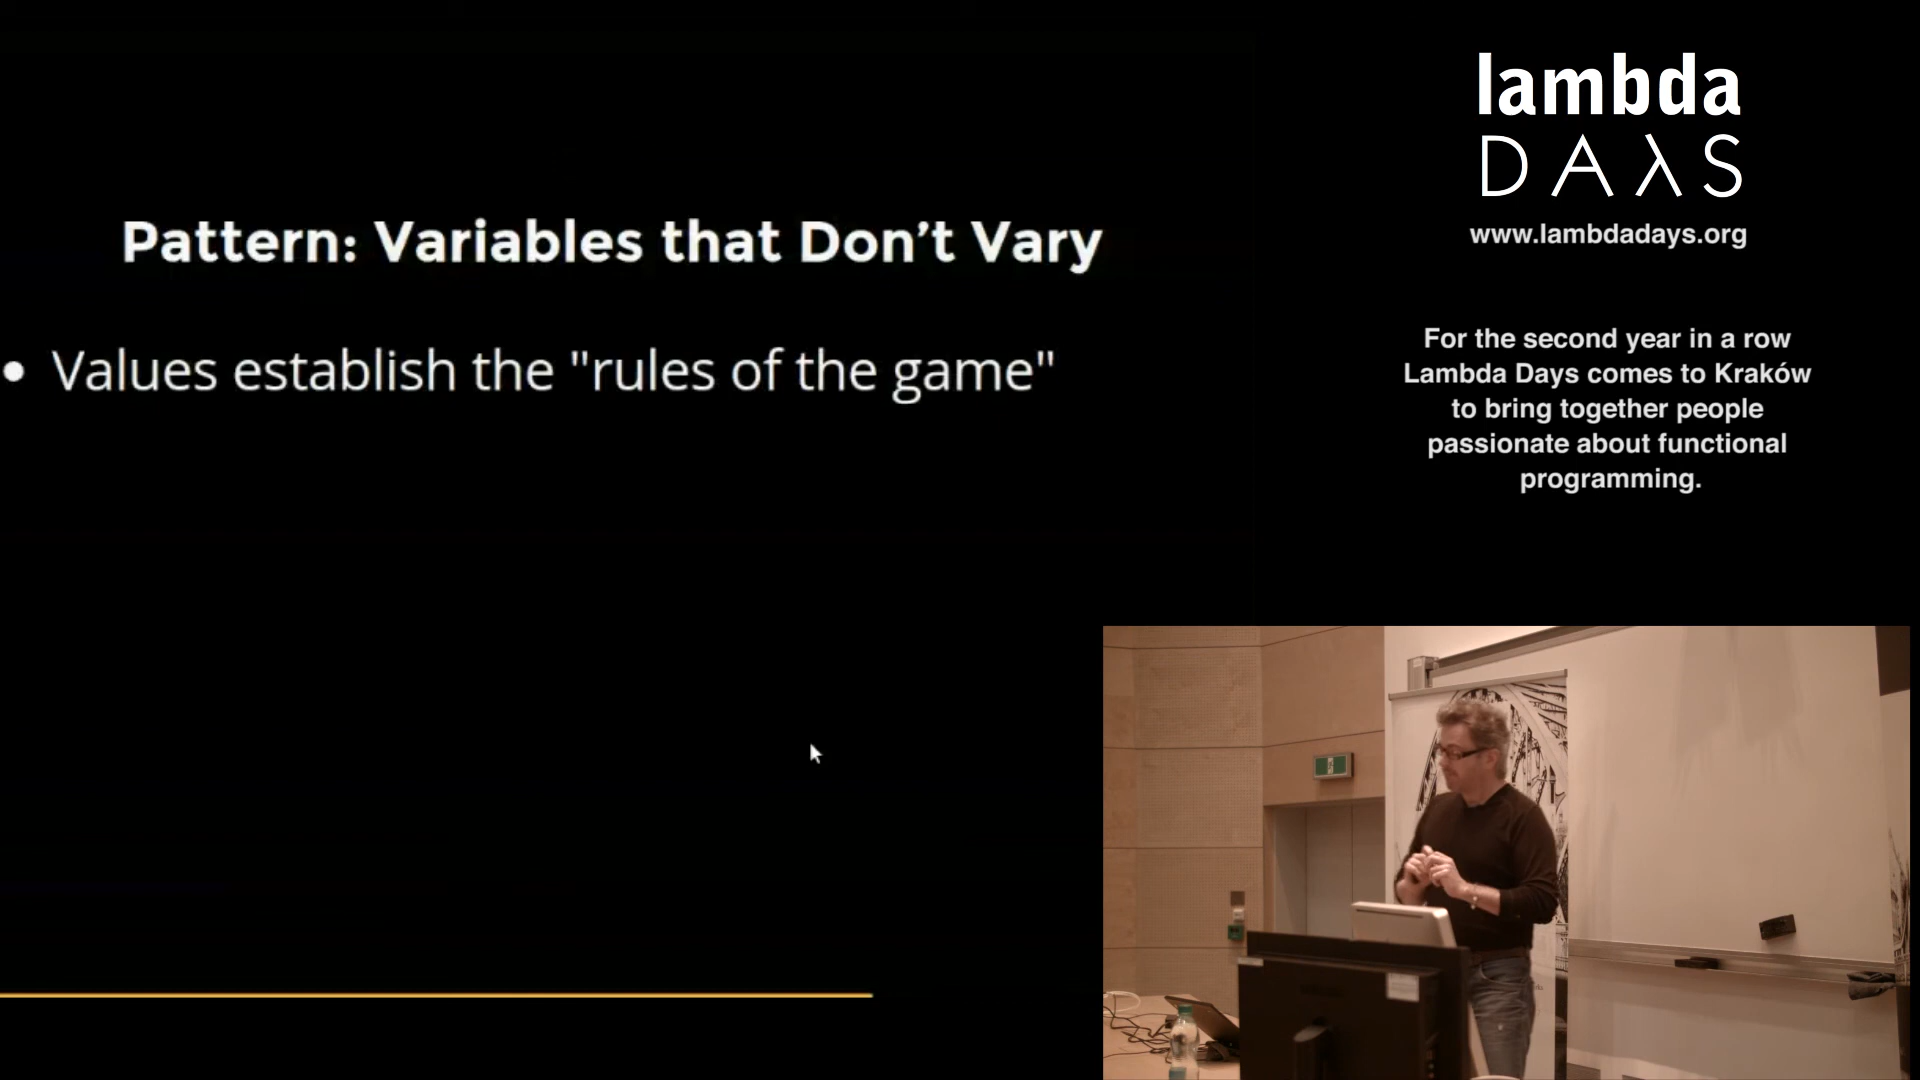 Pattern: Variables that Don’t Vary
• Values establish the "rules of the game"
lambda
DAλS
www.lambdadays.org
For the second year in a row
Lambda Days comes to Kraków
to bring together people
passionate about functional
programming.